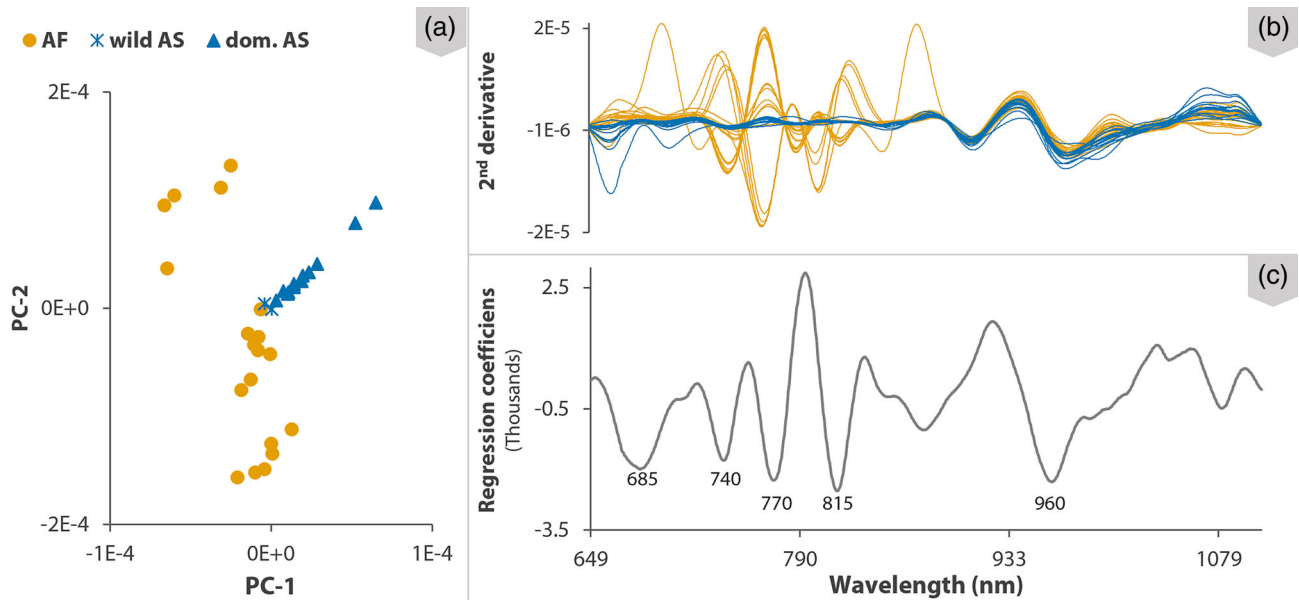 (a)
AF wild AS dom. AS
2E-4
0E+0
-2E-4
PC-2
-1E-4 0E+0 1E-4
PC-1
(b)
2E-5
-1E-6
-2E-5
2nd derivative
(c)
2.5
-0.5
-3.5
Regression coefficiens
(Thousands)
685 740 770 815 960
649 790 933 1079
Wavelength (nm)